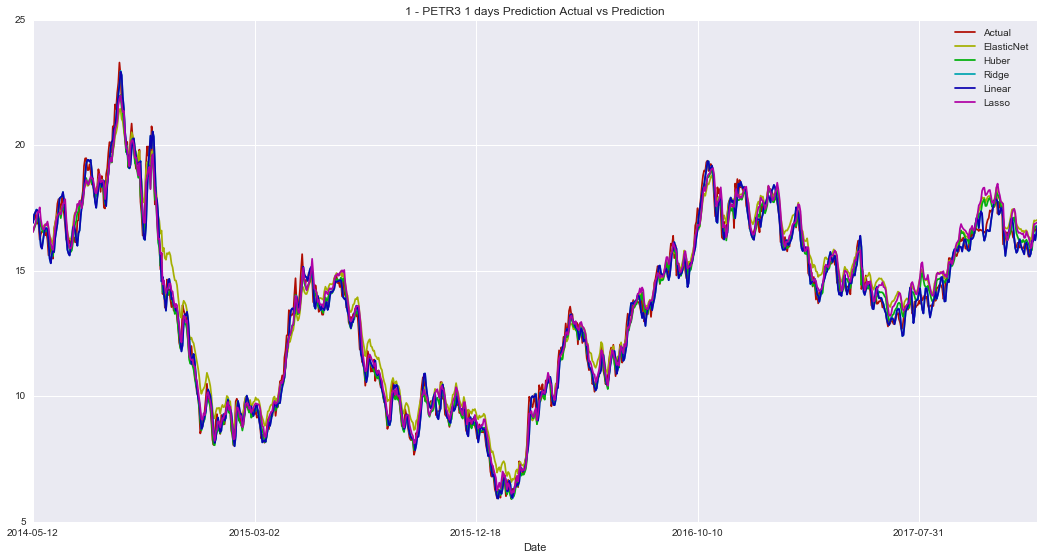 1 - PETR3 1 days Prediction Actual vs Prediction
25
20
15
10
5
Actual
ElasticNet
Huber
Ridge
Linear
Lasso
2014-05-12
2015-03-02
2015-12-18
2016-10-10
2017-07-31
Date